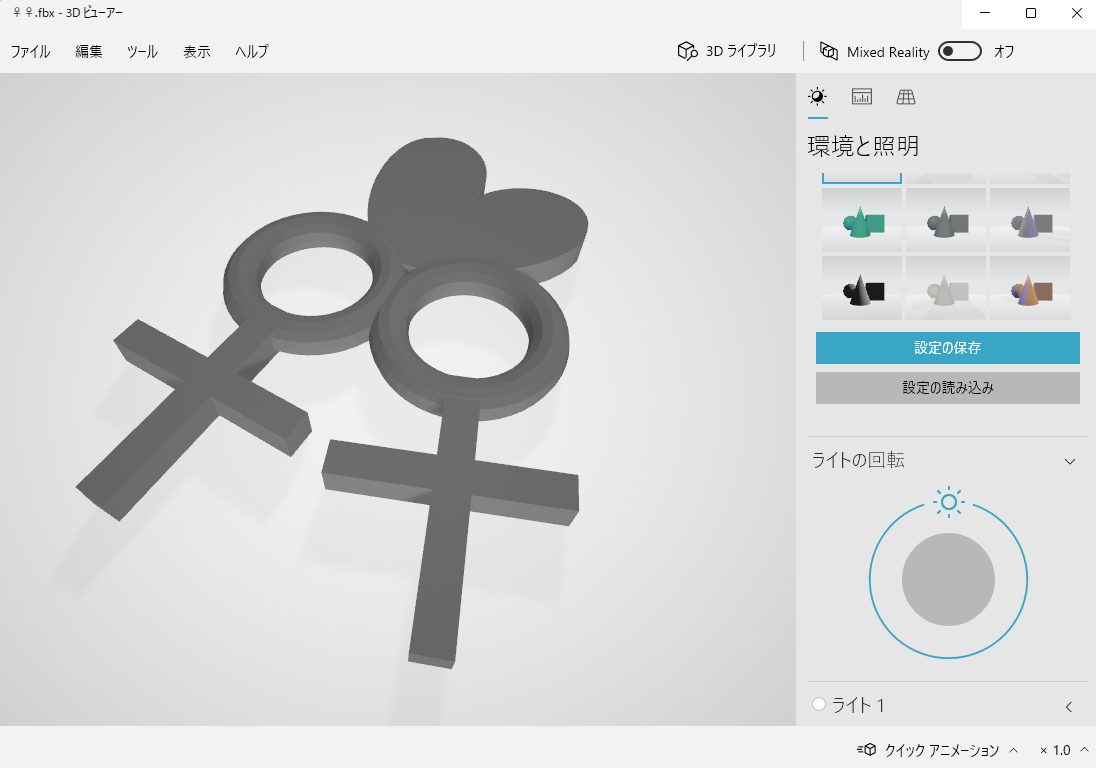 ♀♀.fbx - 3D ビューアー
ファイル 編集 ツール 表示 ヘルプ 3D ライブラリ Mixed Reality オフ
環境と照明
設定の保存
設定の読み込み
ライトの回転
ライト 1
クイック アニメーション × 1.0